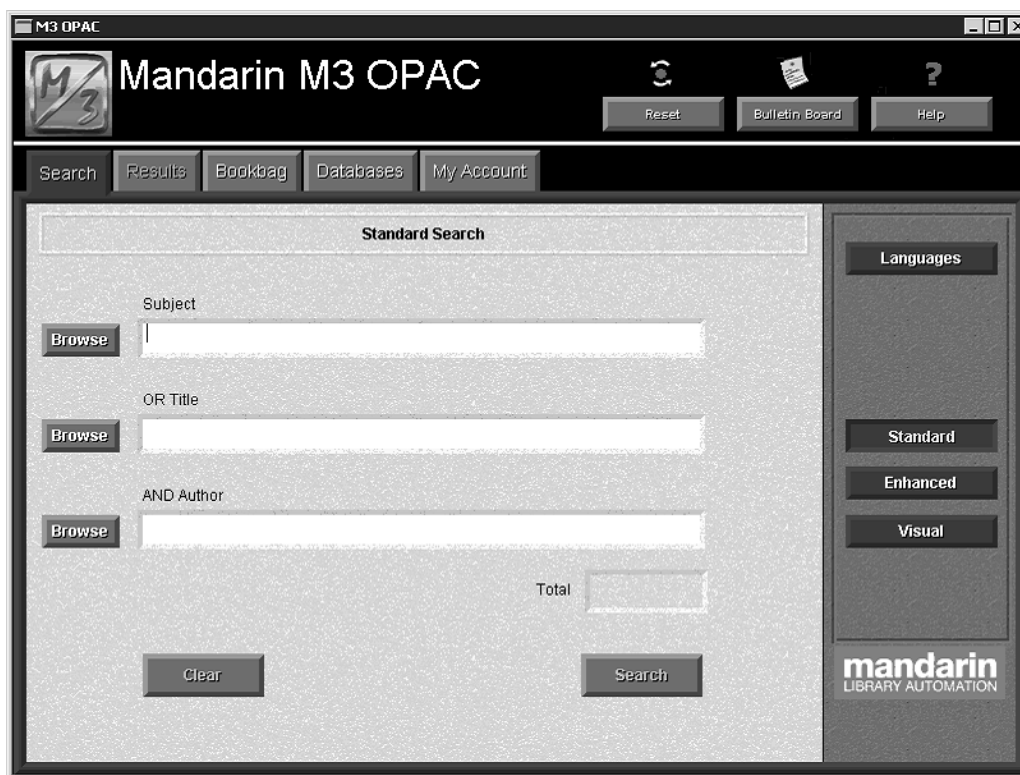 M3 OPAC
M/3
Mandarin M3 OPAC
?
Reset Bulletin Board Help
Search Results Bookbag Databases My Account
Standard Search
Languages
Subject
Browse
OR Title
Browse
Standard
Enhanced
AND Author
Browse
Visual
Total
Clear Search
mandarin
LIBRARY AUTOMATION